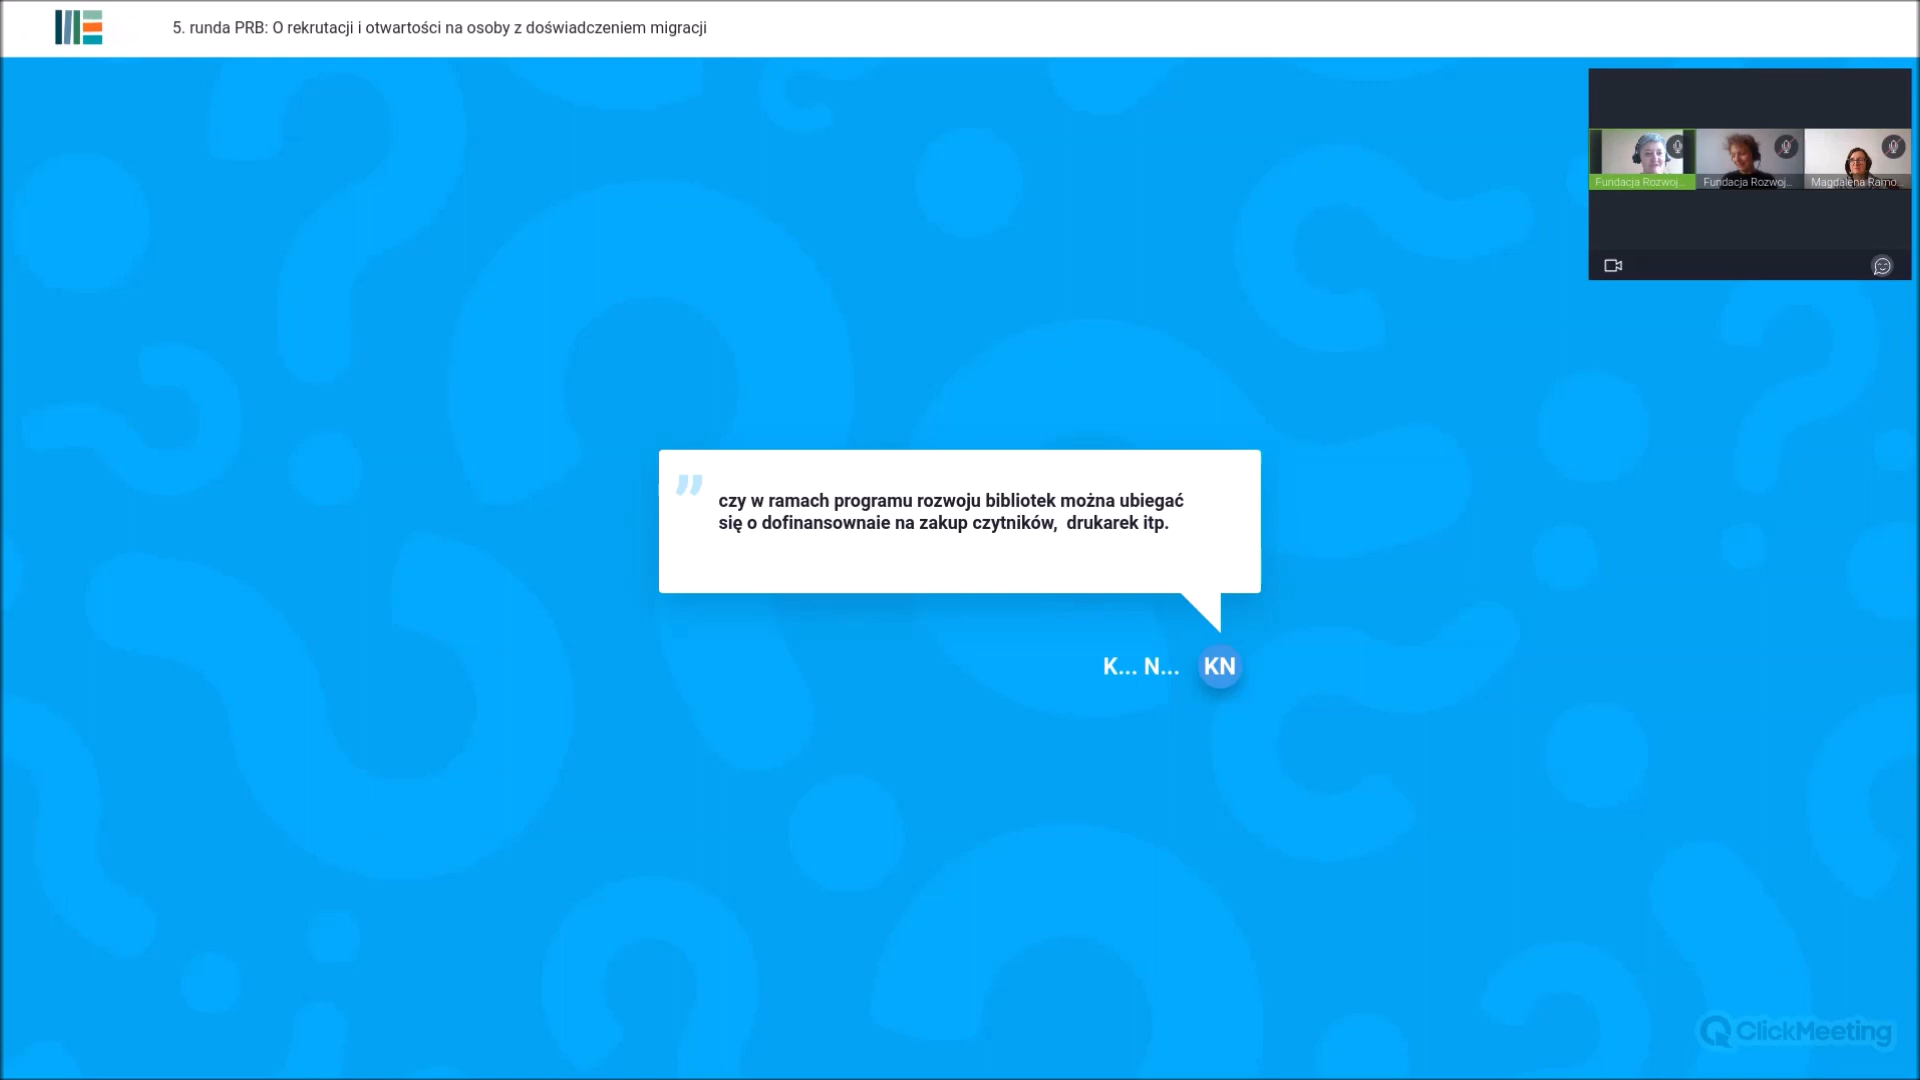 5. runda PRB: O rekrutacji i otwartości na osoby z doświadczeniem migracji
Fundacja Rozwoj...
Fundacja Rozwoj...
Magdalena Ramo...
” czy w ramach programu rozwoju bibliotek można ubiegać
się o dofinansownaie na zakup czytników,  drukarek itp.
K... N... KN
ClickMeeting